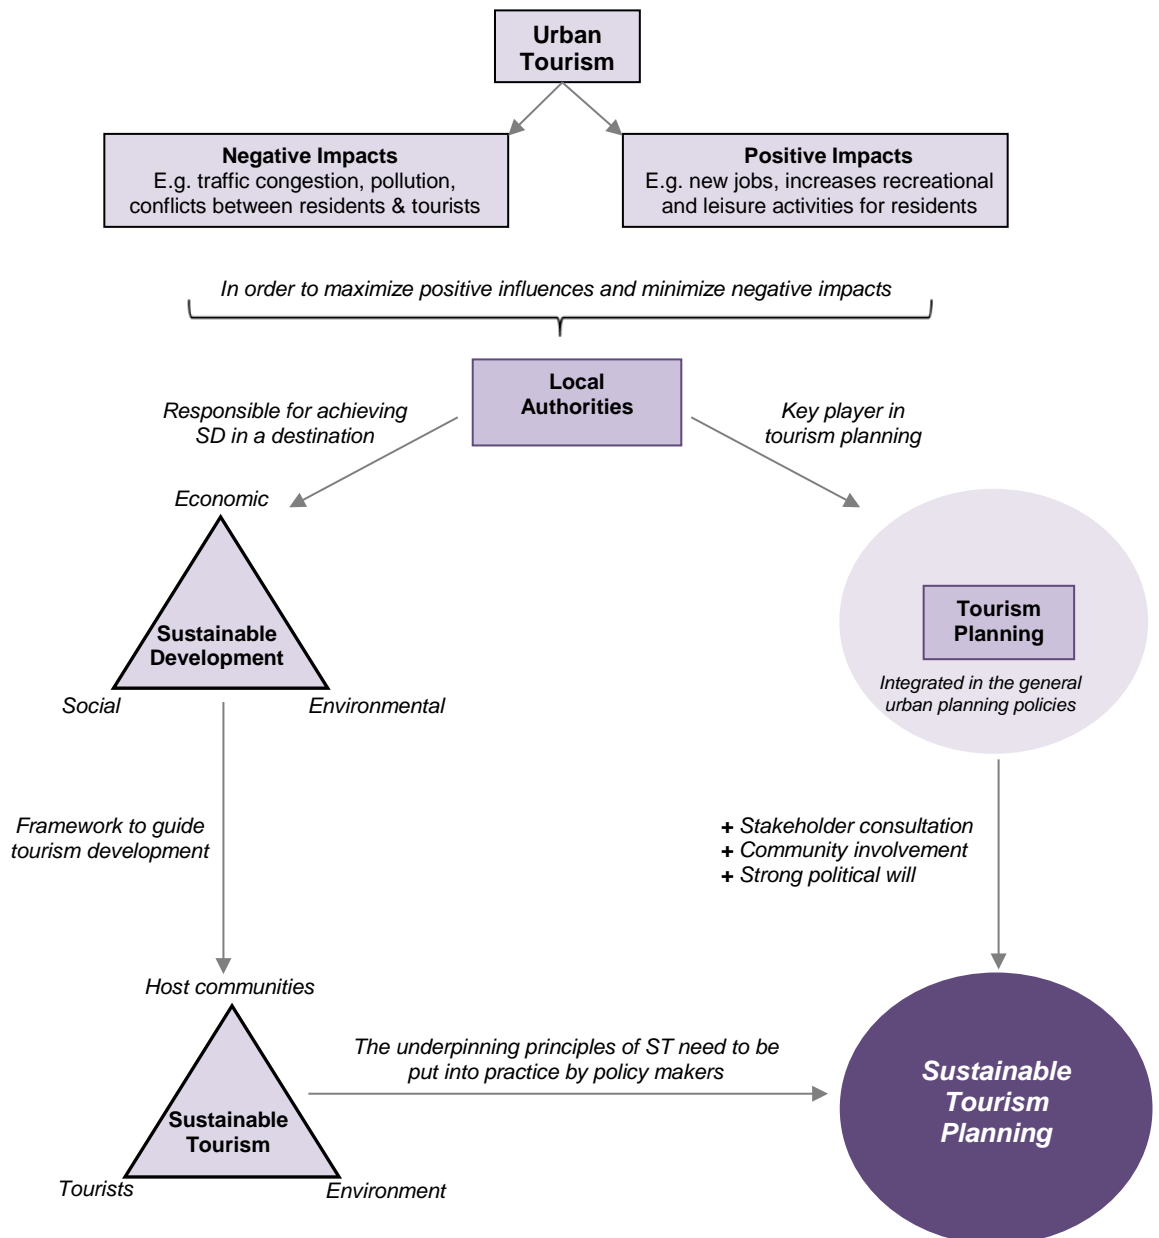 Urban
Tourism
Negative Impacts
E.g. traffic congestion, pollution,
conflicts between residents & tourists
Positive Impacts
E.g. new jobs, increases recreational
and leisure activities for residents
In order to maximize positive influences and minimize negative impacts
Local
Authorities
Responsible for achieving
SD in a destination
Key player in
tourism planning
Economic
Sustainable
Development
Social
Environmental
Tourism
Planning
Integrated in the general
urban planning policies
Framework to guide
tourism development
+ Stakeholder consultation
+ Community involvement
+ Strong political will
Host communities
Sustainable
Tourism
Tourists
Environment
The underpinning principles of ST need to be
put into practice by policy makers
Sustainable
Tourism
Planning